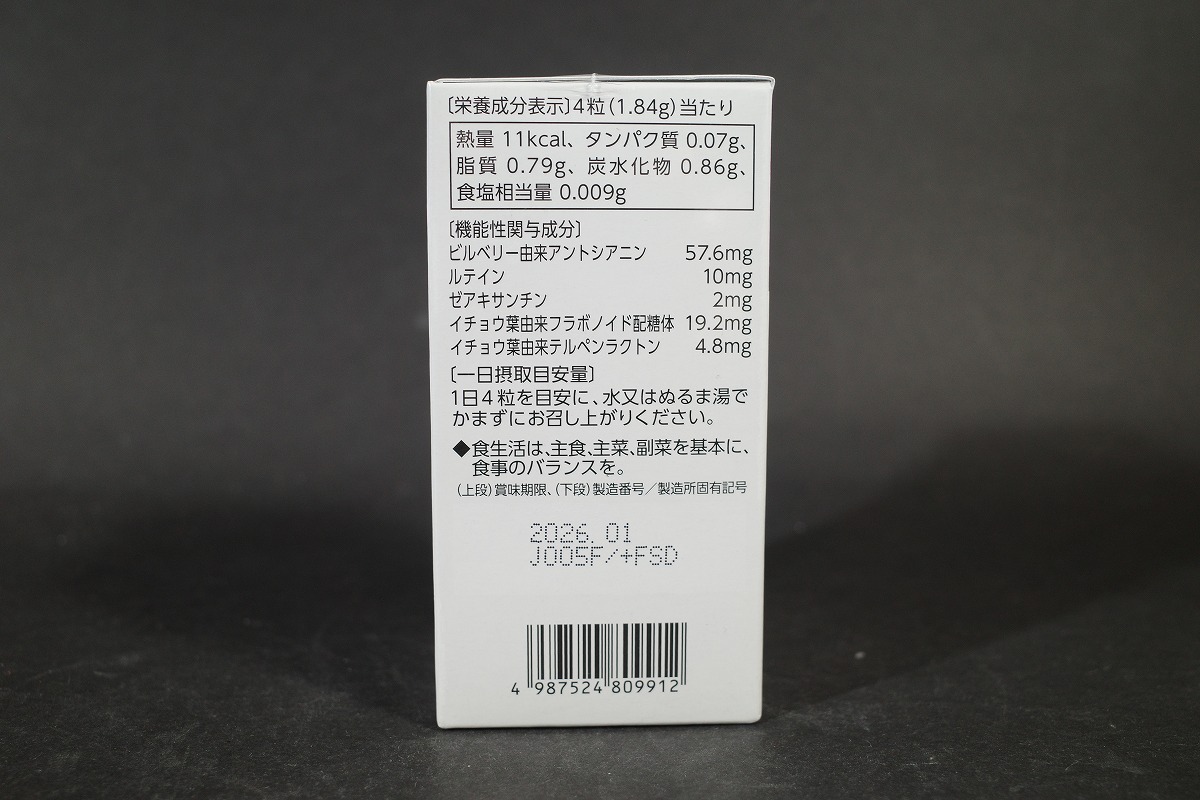 〔栄養成分表示〕4粒(1.84g)当たり
熱量 11kcal、タンパク質 0.07g、
脂質 0.79g、炭水化物 0.86g、
食塩相当量 0.009g
〔機能性関与成分〕
ビルベリー由来アントシアニン 57.6mg
ルテイン 10mg
ゼアキサンチン 2mg
イチョウ葉由来フラボノイド配糖体 19.2mg
イチョウ葉由来テルペンラクトン 4.8mg
〔一日摂取目安量〕
1日4粒を目安に、水又はぬるま湯で
かまずにお召し上がりください。
◆食生活は、主食、主菜、副菜を基本に、
食事のバランスを。
(上段)賞味期限、(下段)製造番号/製造所固有記号
2026.01
J005F/+FSD
4 987524 809912